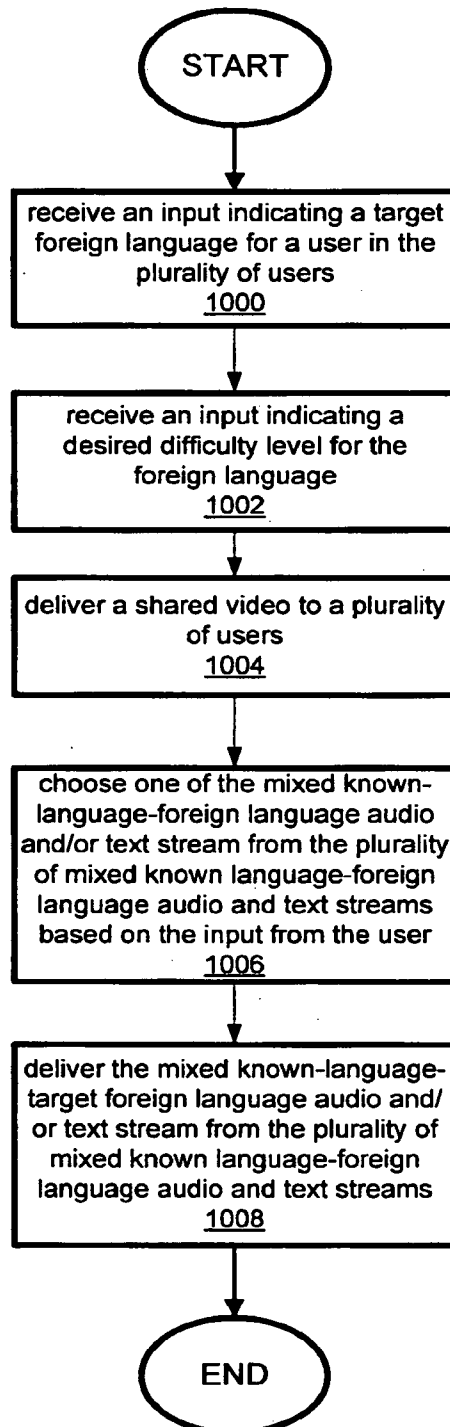 START
receive an input indicating a target
foreign language for a user in the
plurality of users
1000
receive an input indicating a
desired difficulty level for the
foreign language
1002
deliver a shared video to a plurality
of users
1004
choose one of the mixed known-
language-foreign language audio
and/or text stream from the plurality
of mixed known language-foreign
language audio and text streams
based on the input from the user
1006
deliver the mixed known-language-
target foreign language audio and/
or text stream from the plurality of
mixed known language-foreign
language audio and text streams
1008
END